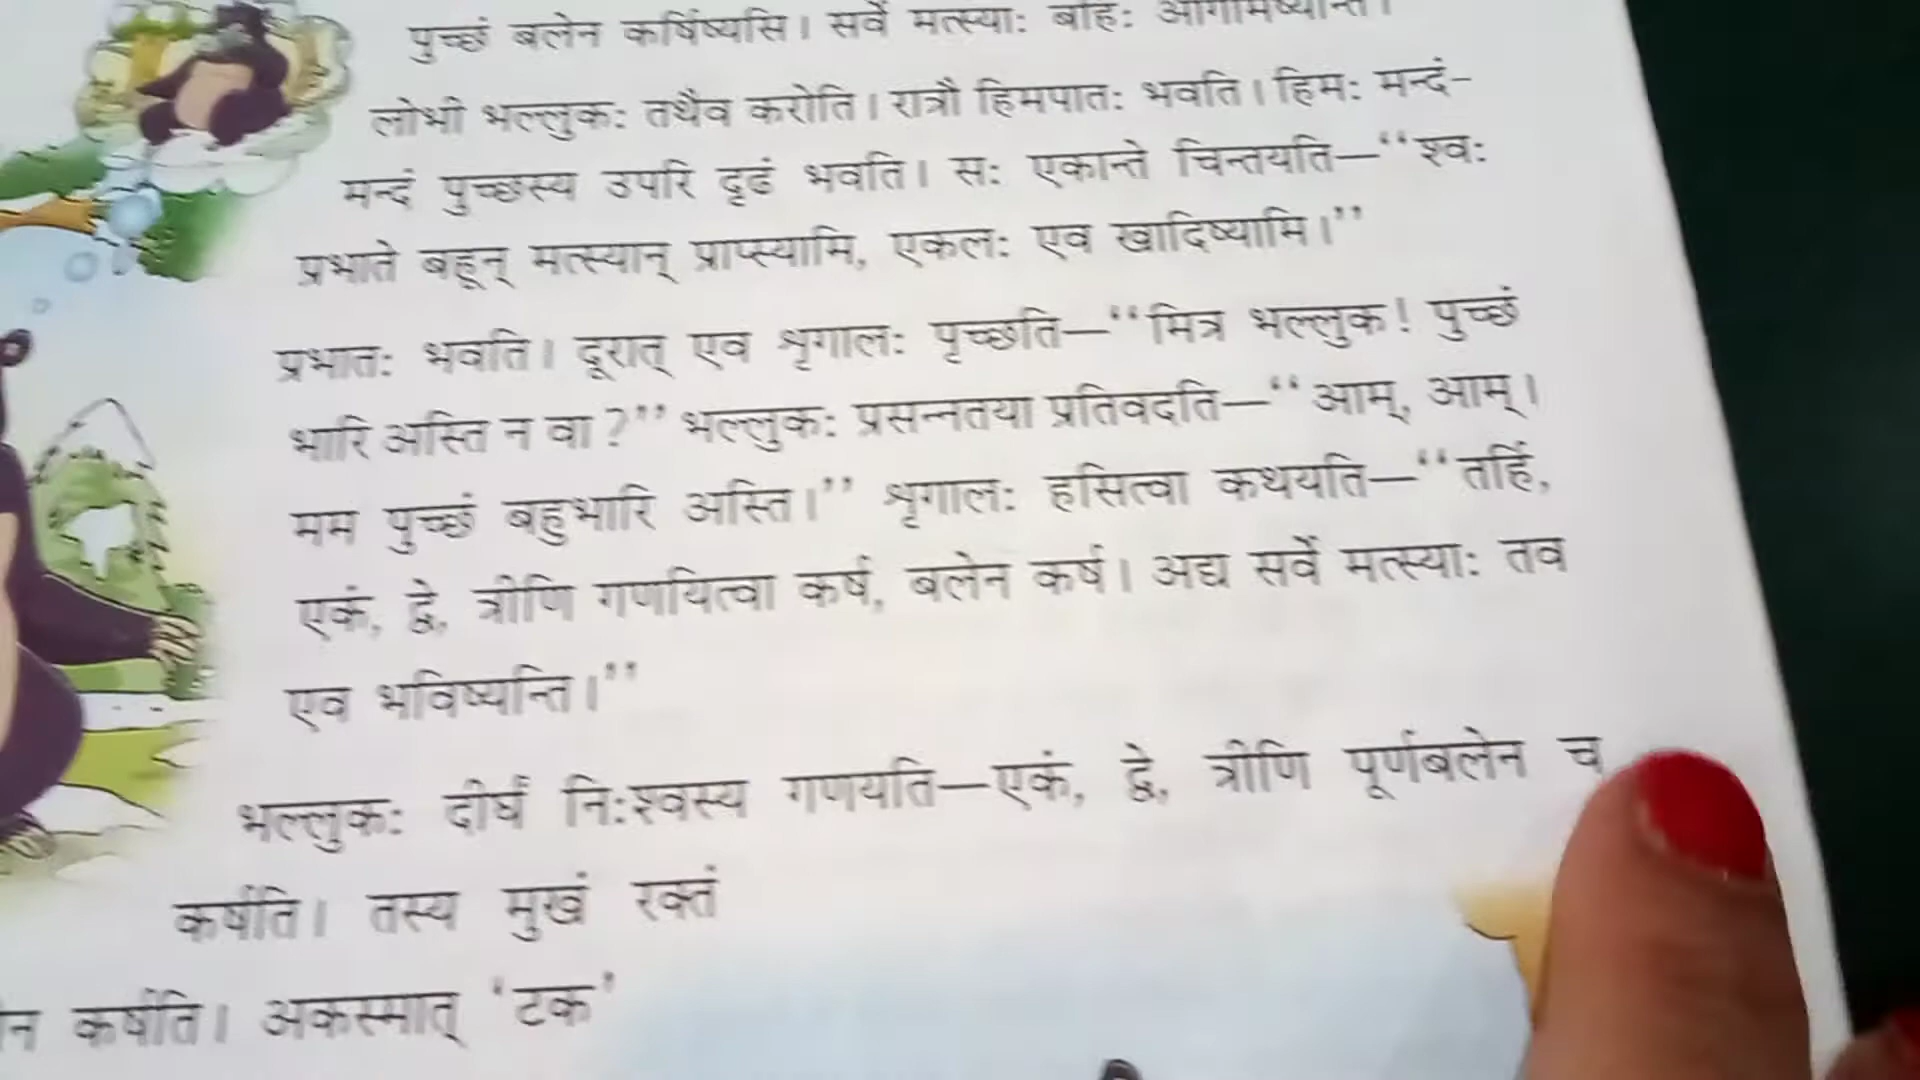 पुच्छं बलेन कर्षिष्यसि। सर्वे मत्स्याः बहिः आगमिष्यन्ति।
लोभी भल्लुकः तथैव करोति। रात्रौ हिमपातः भवति। हिमः मन्दं-
मन्दं पुच्छस्य उपरि दृढं भवति। सः एकान्ते चिन्तयति—“श्वः
प्रभाते बहून् मत्स्यान् प्राप्स्यामि, एकलः एव खादिष्यामि।”
प्रभातः भवति। दूरात् एव शृगालः पृच्छति—“मित्र भल्लुक! पुच्छं
भारि अस्ति न वा?” भल्लुकः प्रसन्नतया प्रतिवदति—“आम्, आम्।
मम पुच्छं बहुभारि अस्ति।” शृगालः हसित्वा कथयति—“तर्हि,
एकं, द्वे, त्रीणि गणयित्वा कर्ष, बलेन कर्ष। अद्य सर्वे मत्स्याः तव
एव भविष्यन्ति।”
भल्लुकः दीर्घं निःश्वस्य गणयति—एकं, द्वे, त्रीणि पूर्णबलेन च
कर्षति। तस्य मुखं रक्तं
कर्षति। अकस्मात् ‘टक’